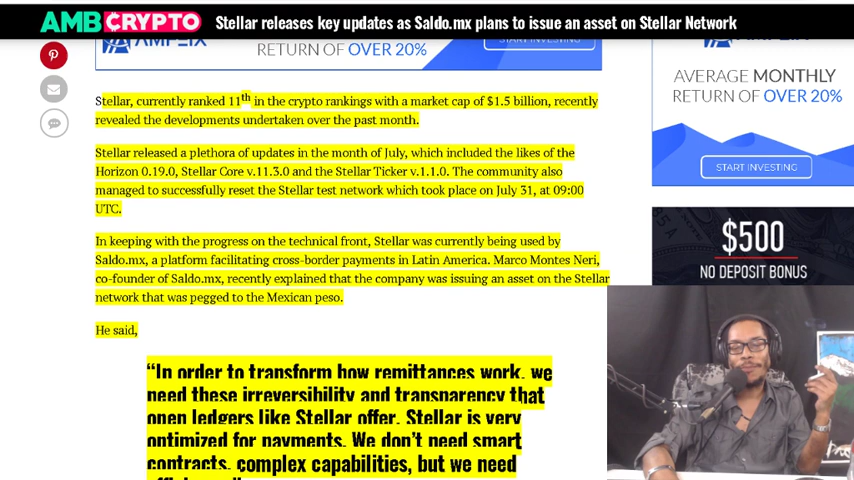 AMBCRYPTO Stellar releases key updates as Saldo.mx plans to issue an asset on Stellar Network
RETURN OF OVER 20%
START INVESTING
Stellar, currently ranked 11th in the crypto rankings with a market cap of $1.5 billion, recently
revealed the developments undertaken over the past month.
Stellar released a plethora of updates in the month of July, which included the likes of the
Horizon 0.19.0, Stellar Core v.11.3.0 and the Stellar Ticker v.1.1.0. The community also
managed to successfully reset the Stellar test network which took place on July 31, at 09:00
UTC.
In keeping with the progress on the technical front, Stellar was currently being used by
Saldo.mx, a platform facilitating cross-border payments in Latin America. Marco Montes Neri,
co-founder of Saldo.mx, recently explained that the company was issuing an asset on the Stellar
network that was pegged to the Mexican peso.
He said,
“In order to transform how remittances work, we
need these irreversibility and transparency that
open ledgers like Stellar offer. Stellar is very
optimized for payments. We don’t need smart
contracts, complex capabilities, but we need
AVERAGE MONTHLY
RETURN OF OVER 20%
START INVESTING
$500
NO DEPOSIT BONUS